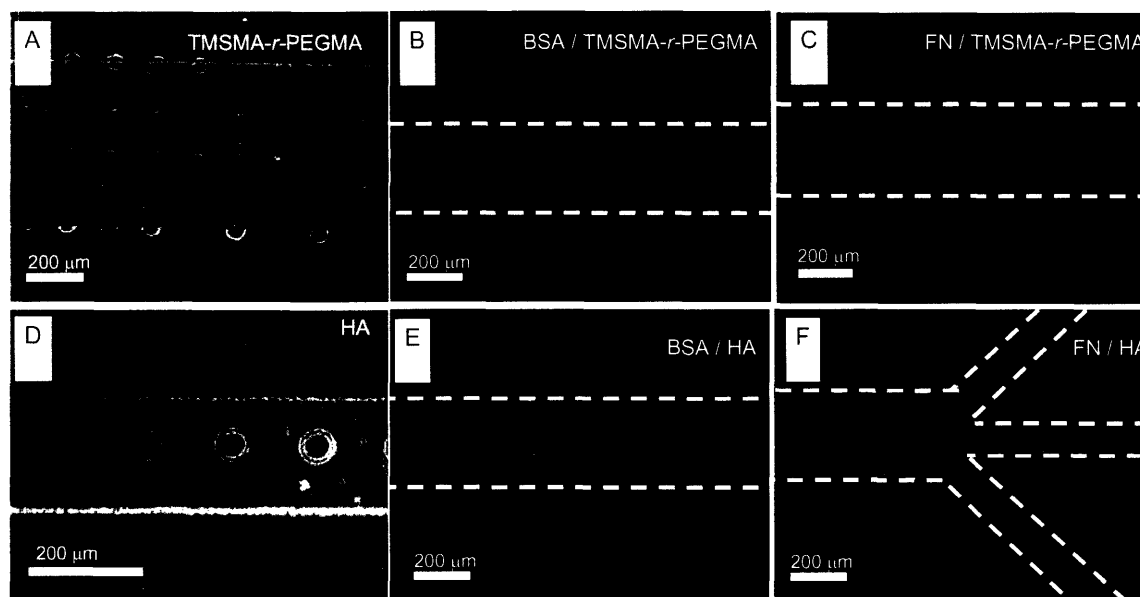 A
TMSMA-r-PEGMA
200 μm
B
BSA / TMSMA-r-PEGMA
200 μm
C
FN / TMSMA-r-PEGMA
200 μm
D
HA
200 μm
E
BSA / HA
200 μm
F
FN / HA
200 μm